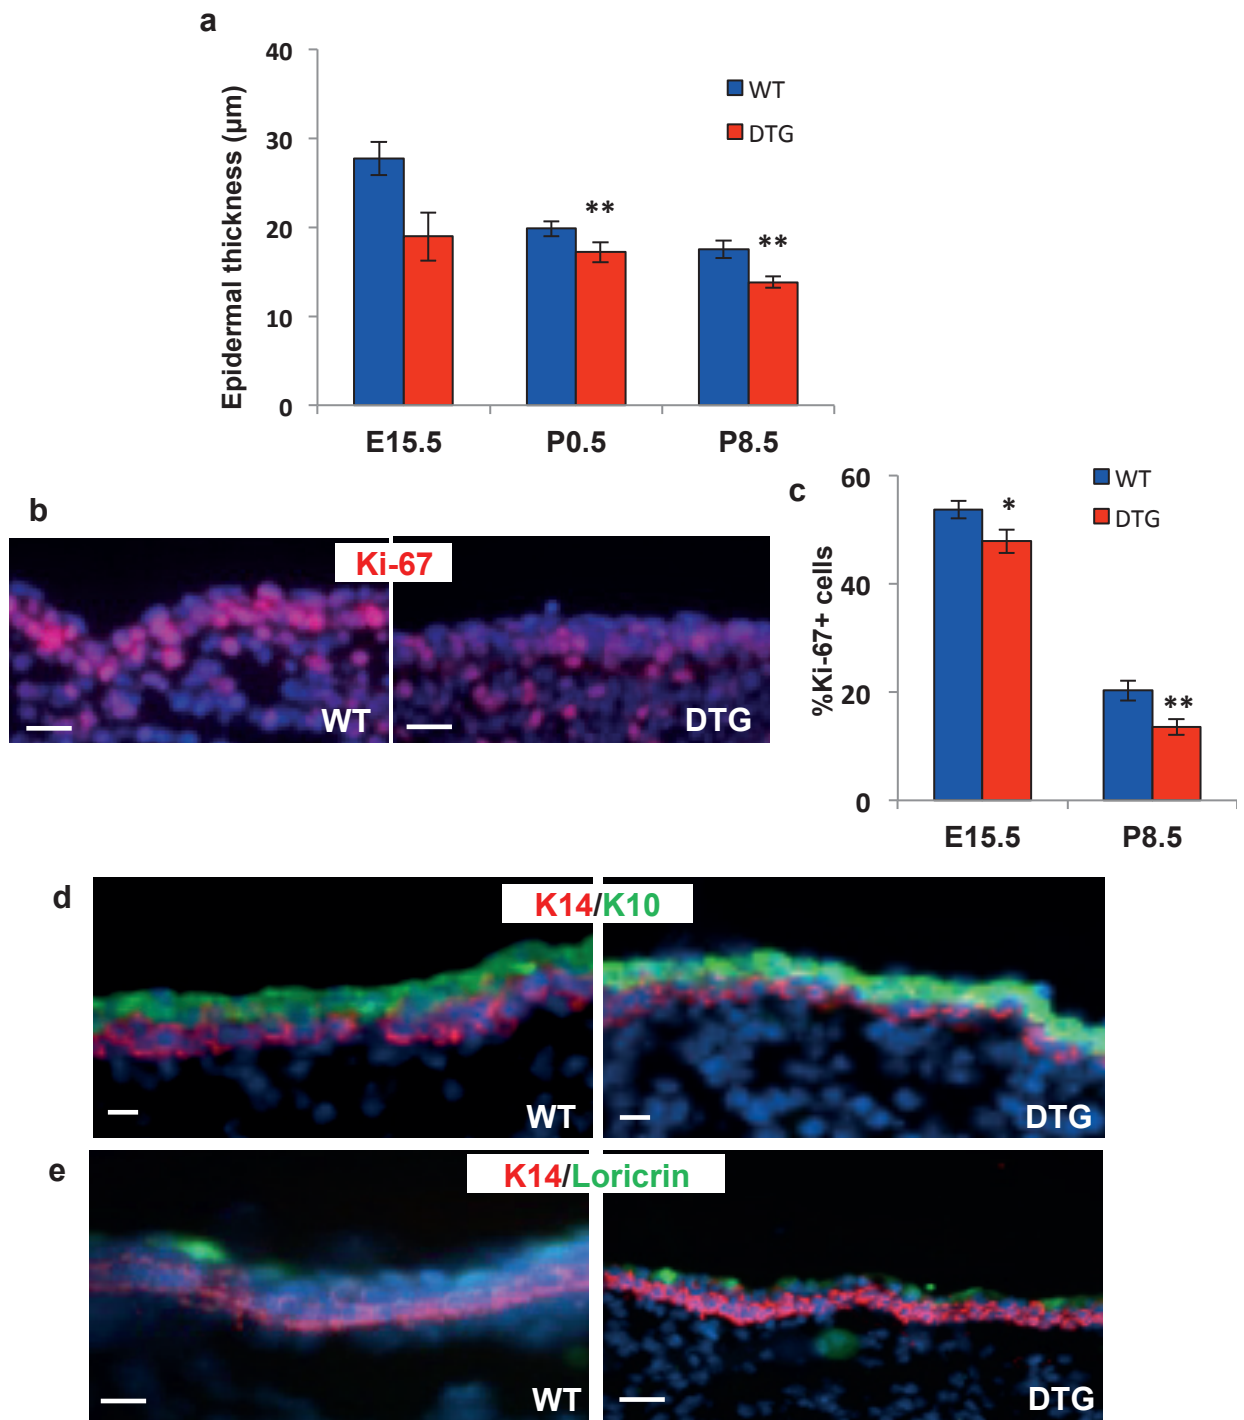 a
40
30
20
10
0
Epidermal thickness (µm)
WT
DTG
**
**
E15.5
P0.5
P8.5
b
Ki-67
WT
DTG
c
60
40
20
0
%Ki-67+ cells
WT
DTG
*
**
E15.5
P8.5
d
K14/K10
WT
DTG
e
K14/Loricrin
WT
DTG